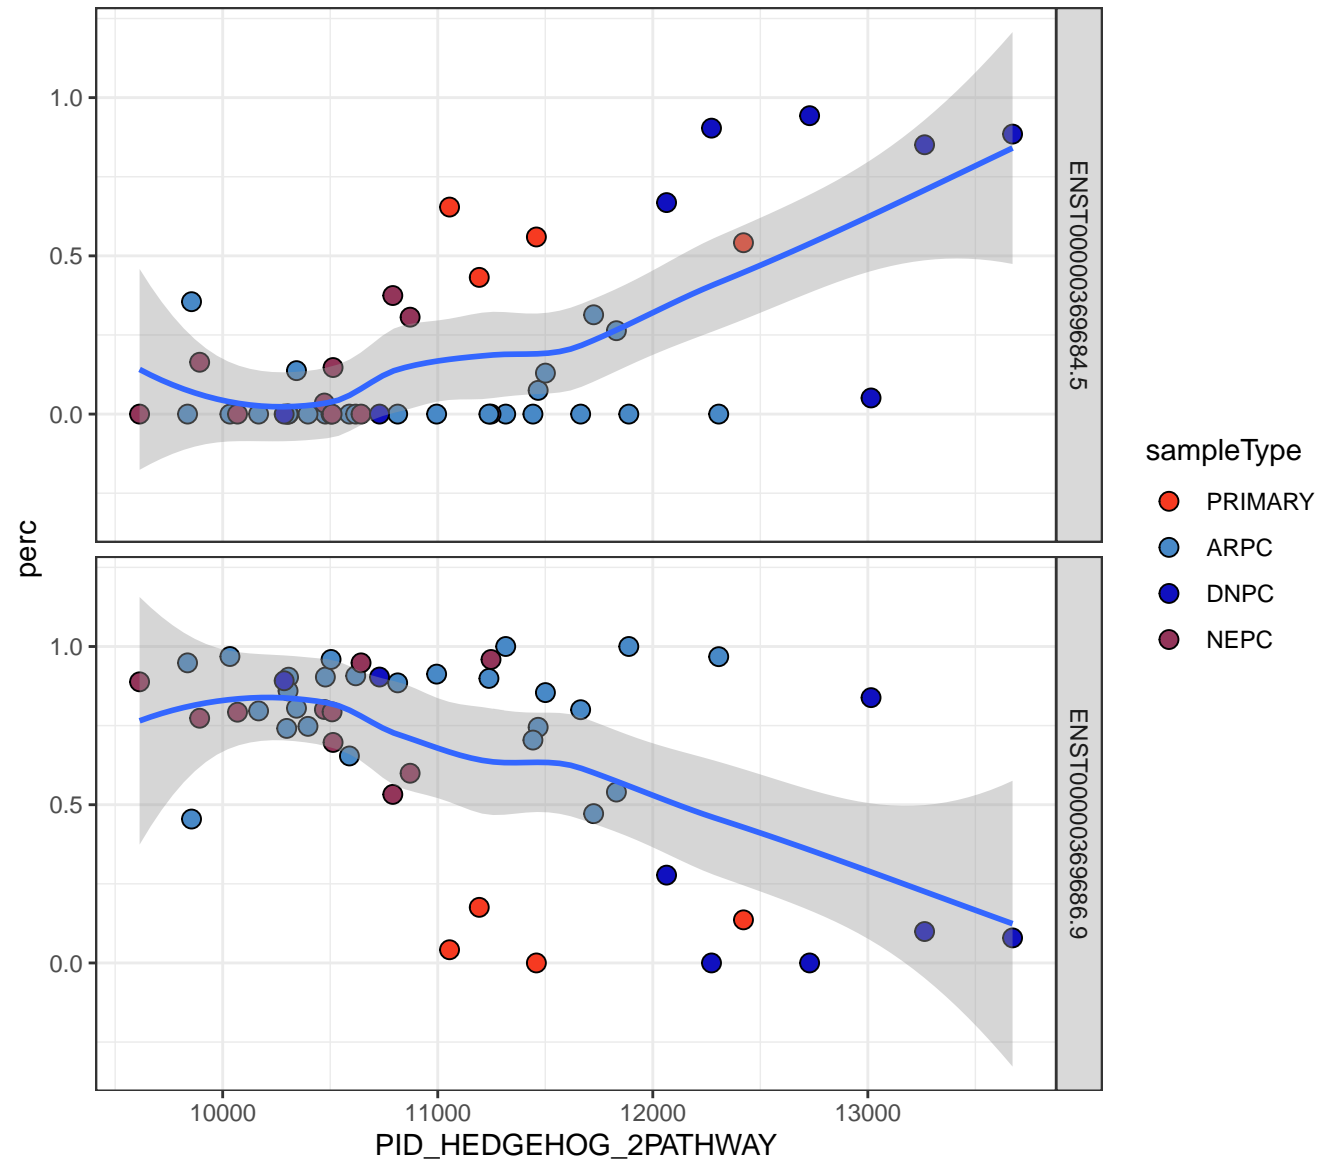 1.0
0.5
0.0
ENST00000369684.5
1.0
0.5
0.0
ENST00000369686.9
perc
10000
11000
12000
13000
PID_HEDGEHOG_2PATHWAY
sampleType
PRIMARY
ARPC
DNPC
NEPC